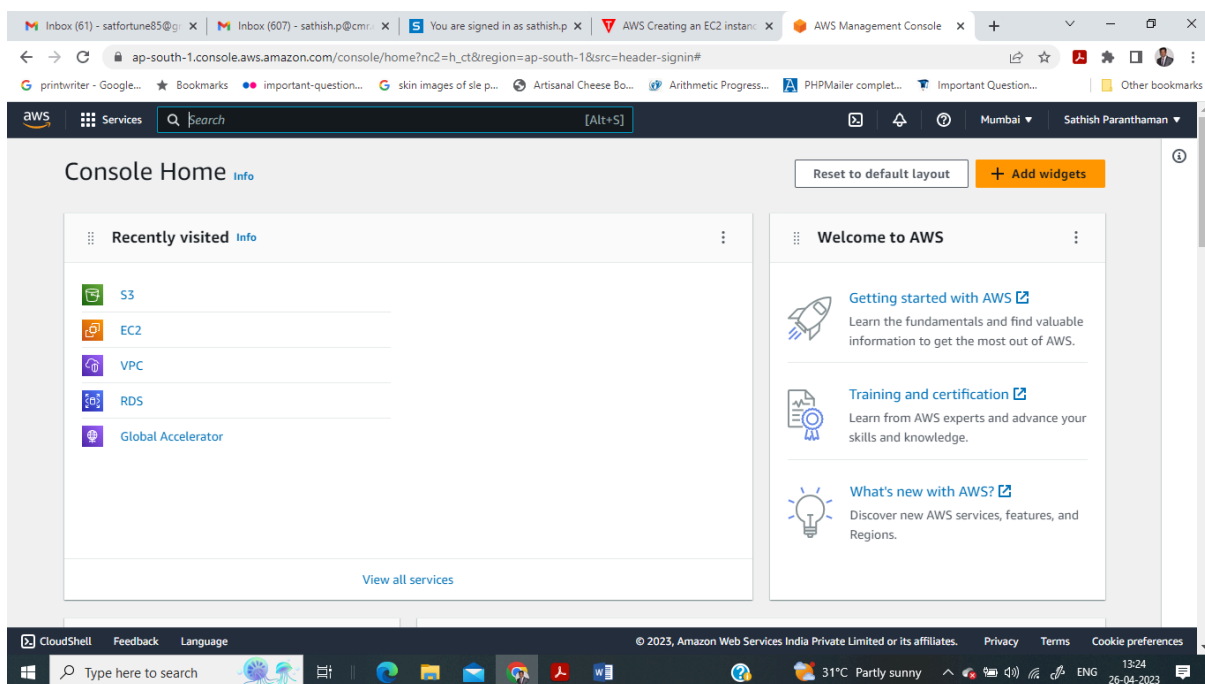 Inbox (61) - satfortune85@g
Inbox (607) - sathish.p@cmr
You are signed in as sathish.p
AWS Creating an EC2 instanc
AWS Management Console
ap-south-1.console.aws.amazon.com/console/home?nc2=h_ct&region=ap-south-1&src=header-signin#
printwriter - Google...
Bookmarks
important-question...
skin images of sle p...
Artisanal Cheese Bo...
Arithmetic Progress...
PHPMailer complet...
Important Question...
Other bookmarks
aws
Services
Search
[Alt+S]
Mumbai
Sathish Paranthaman
Console Home Info
Reset to default layout
+ Add widgets
Recently visited Info
S3
EC2
VPC
RDS
Global Accelerator
View all services
Welcome to AWS
Getting started with AWS
Learn the fundamentals and find valuable
information to get the most out of AWS.
Training and certification
Learn from AWS experts and advance your
skills and knowledge.
What's new with AWS?
Discover new AWS services, features, and
Regions.
CloudShell
Feedback
Language
© 2023, Amazon Web Services India Private Limited or its affiliates.
Privacy
Terms
Cookie preferences
Type here to search
31°C Partly sunny
ENG
13:24
26-04-2023